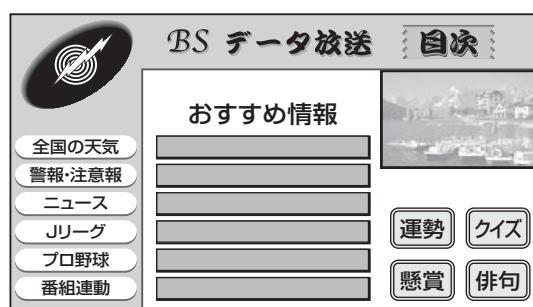 BS データ放送 目次
おすすめ情報
全国の天気
警報・注意報
ニュース
Jリーグ
プロ野球
番組連動
運勢 クイズ
懸賞 俳句